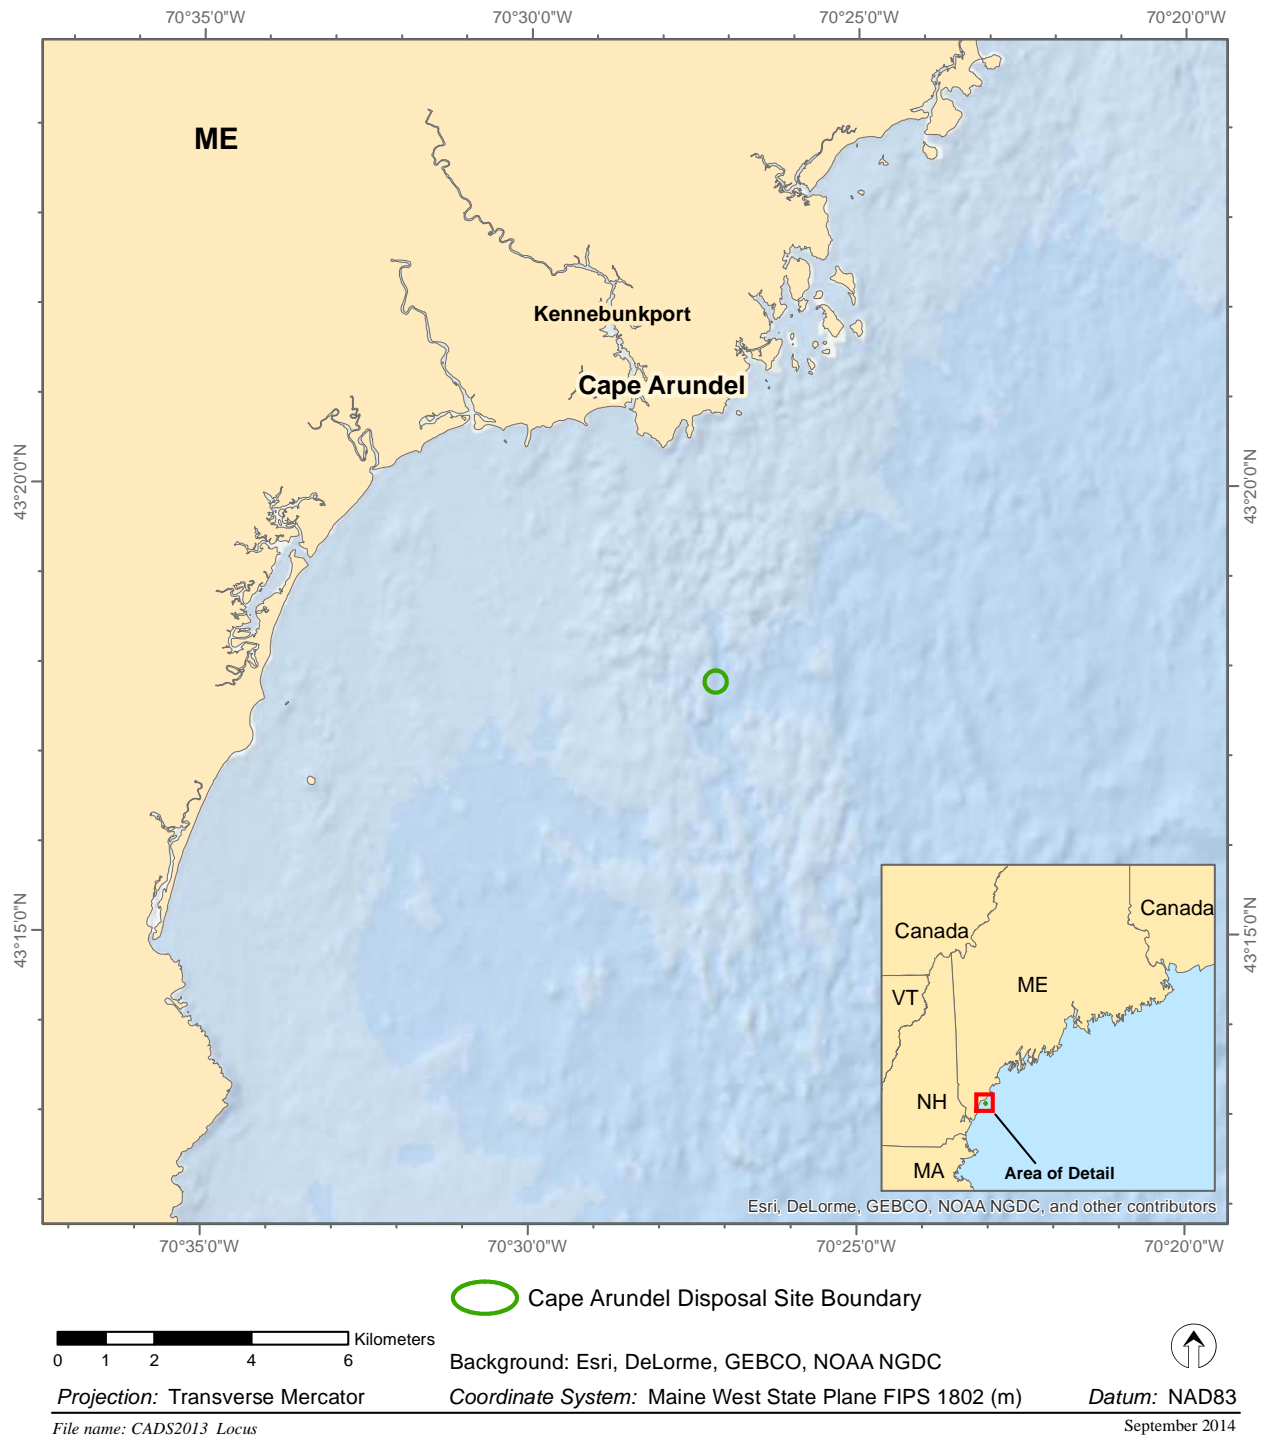 70°35'0"W 70°30'0"W 70°25'0"W 70°20'0"W
ME
Kennebunkport
Cape Arundel
43°20'0"N 43°20'0"N
43°15'0"N 43°15'0"N
Canada
Canada
ME
VT
NH
MA
Area of Detail
Esri, DeLorme, GEBCO, NOAA NGDC, and other contributors
70°35'0"W 70°30'0"W 70°25'0"W 70°20'0"W
Cape Arundel Disposal Site Boundary
Kilometers
0 1 2 4 6
Background: Esri, DeLorme, GEBCO, NOAA NGDC
Projection: Transverse Mercator Coordinate System: Maine West State Plane FIPS 1802 (m) Datum: NAD83
File name: CADS2013_Locus September 2014